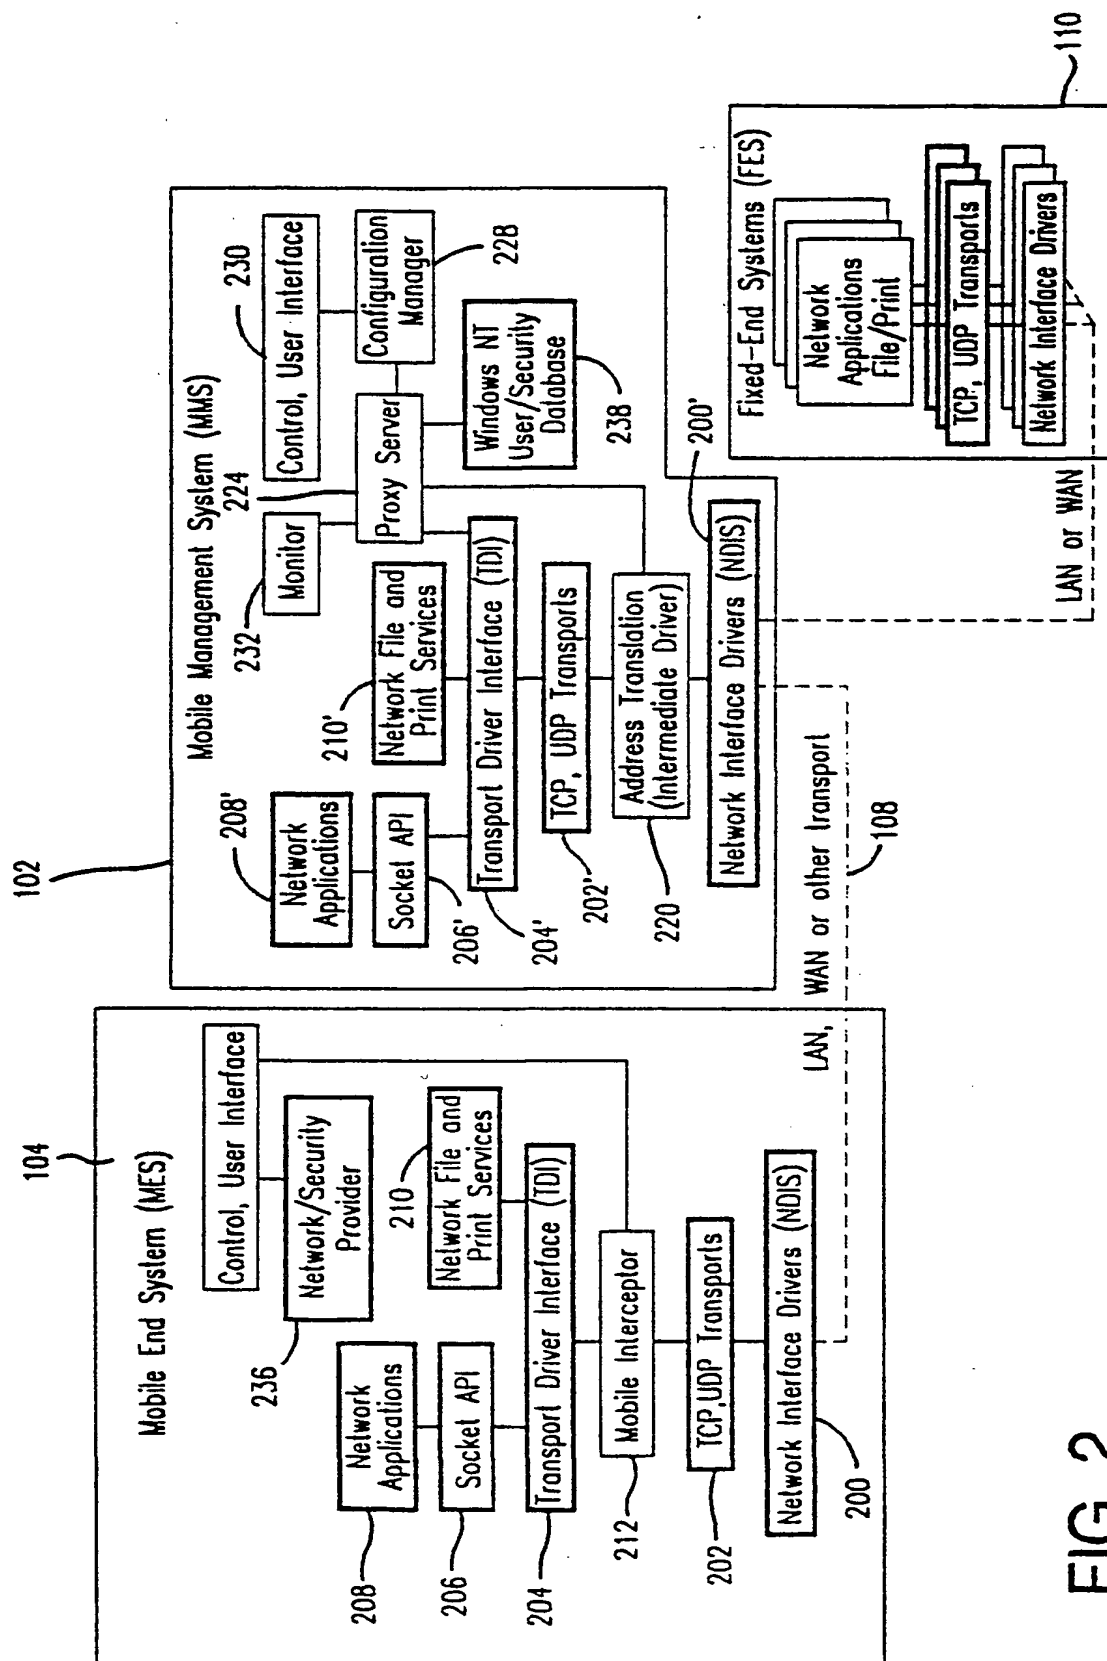 104
Mobile End System (MES)
Control, User Interface
Network/Security
Provider
236
Network
Applications
208
Socket API
206
210
Network File and
Print Services
Transport Driver Interface (TDI)
204
Mobile Interceptor
212
TCP,UDP Transports
202
Network Interface Drivers (NDIS)
200
102
Mobile Management System (MMS)
230
Control, User Interface
Configuration
Manager
228
232
Monitor
224
Proxy Server
Windows NT
User/Security
Database
238
208'
Network
Applications
Socket API
206'
210'
Network File and
Print Services
Transport Driver Interface (TDI)
204'
TCP, UDP Transports
202'
Address Translation
(Intermediate Driver)
220
200'
Network Interface Drivers (NDIS)
LAN, WAN or other transport
108
110
Fixed-End Systems (FES)
Network
Applications
File/Print
TCP, UDP Transports
Network Interface Drivers
LAN or WAN
FIG 2